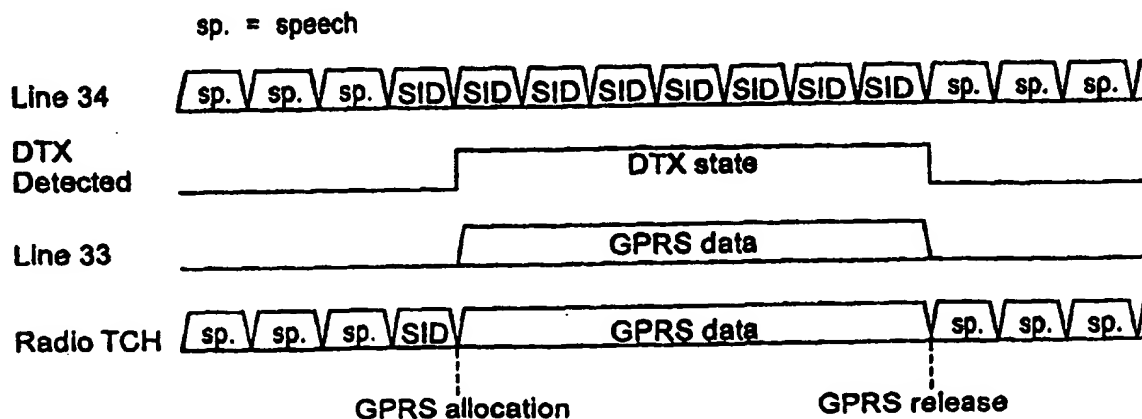 sp. = speech
Line 34 sp. sp. sp. SID SID SID SID SID SID SID SID sp. sp. sp.
DTX
Detected
DTX state
Line 33 GPRS data
Radio TCH sp. sp. sp. SID GPRS data sp. sp. sp.
GPRS allocation GPRS release